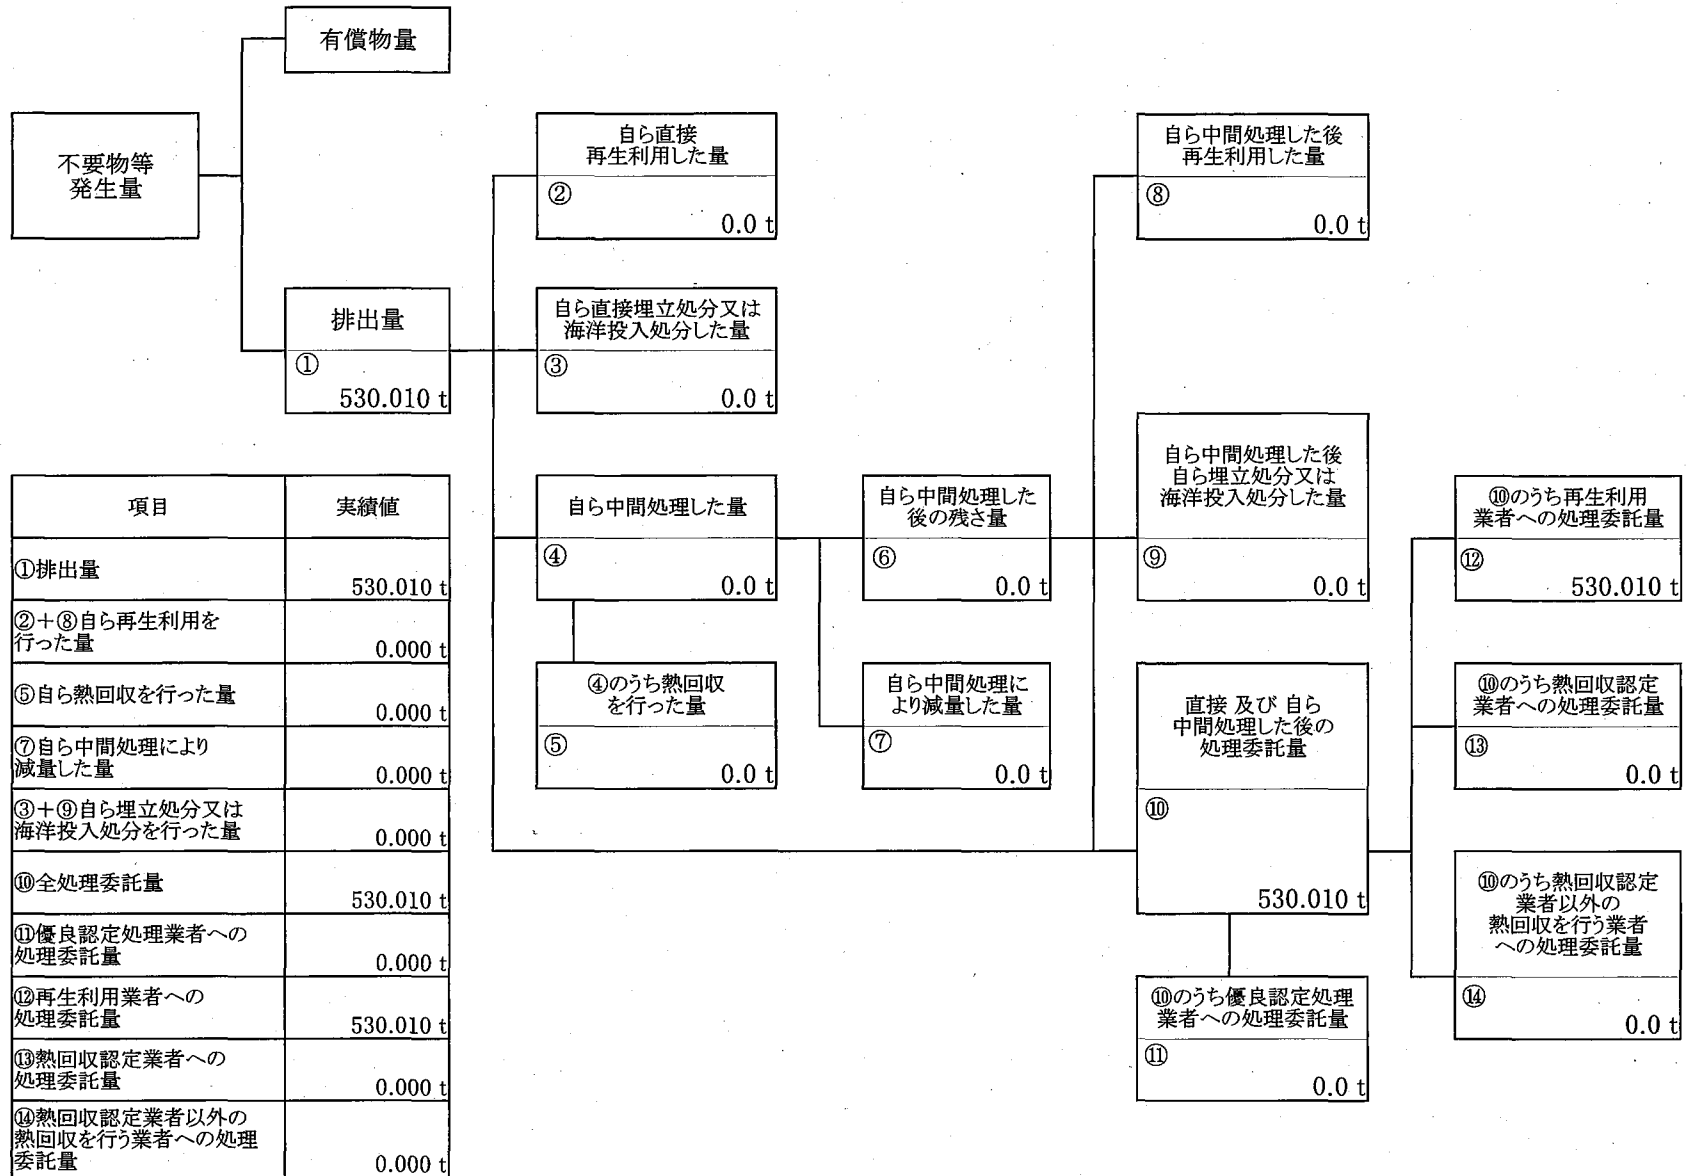 有償物量
不要物等
発生量
排出量
①
530.010 t
自ら直接
再生利用した量
②
0.0 t
自ら直接埋立処分又は
海洋投入処分した量
③
0.0 t
自ら中間処理した量
④
0.0 t
④のうち熱回収
を行った量
⑤
0.0 t
自ら中間処理した
後の残さ量
⑥
0.0 t
自ら中間処理に
より減量した量
⑦
0.0 t
自ら中間処理した後
再生利用した量
⑧
0.0 t
自ら中間処理した後
自ら埋立処分又は
海洋投入処分した量
⑨
0.0 t
直接 及び 自ら
中間処理した後の
処理委託量
⑩
530.010 t
⑩のうち優良認定処理
業者への処理委託量
⑪
0.0 t
⑩のうち再生利用
業者への処理委託量
⑫
530.010 t
⑩のうち熱回収認定
業者への処理委託量
⑬
0.0 t
⑩のうち熱回収認定
業者以外の
熱回収を行う業者
への処理委託量
⑭
0.0 t
項目 実績値
①排出量
530.010 t
②+⑧自ら再生利用を
行った量
0.000 t
⑤自ら熱回収を行った量
0.000 t
⑦自ら中間処理により
減量した量
0.000 t
③+⑨自ら埋立処分又は
海洋投入処分を行った量
0.000 t
⑩全処理委託量
530.010 t
⑪優良認定処理業者への
処理委託量
0.000 t
⑫再生利用業者への
処理委託量
530.010 t
⑬熱回収認定業者への
処理委託量
0.000 t
⑭熱回収認定業者以外の
熱回収を行う業者への処理
委託量
0.000 t